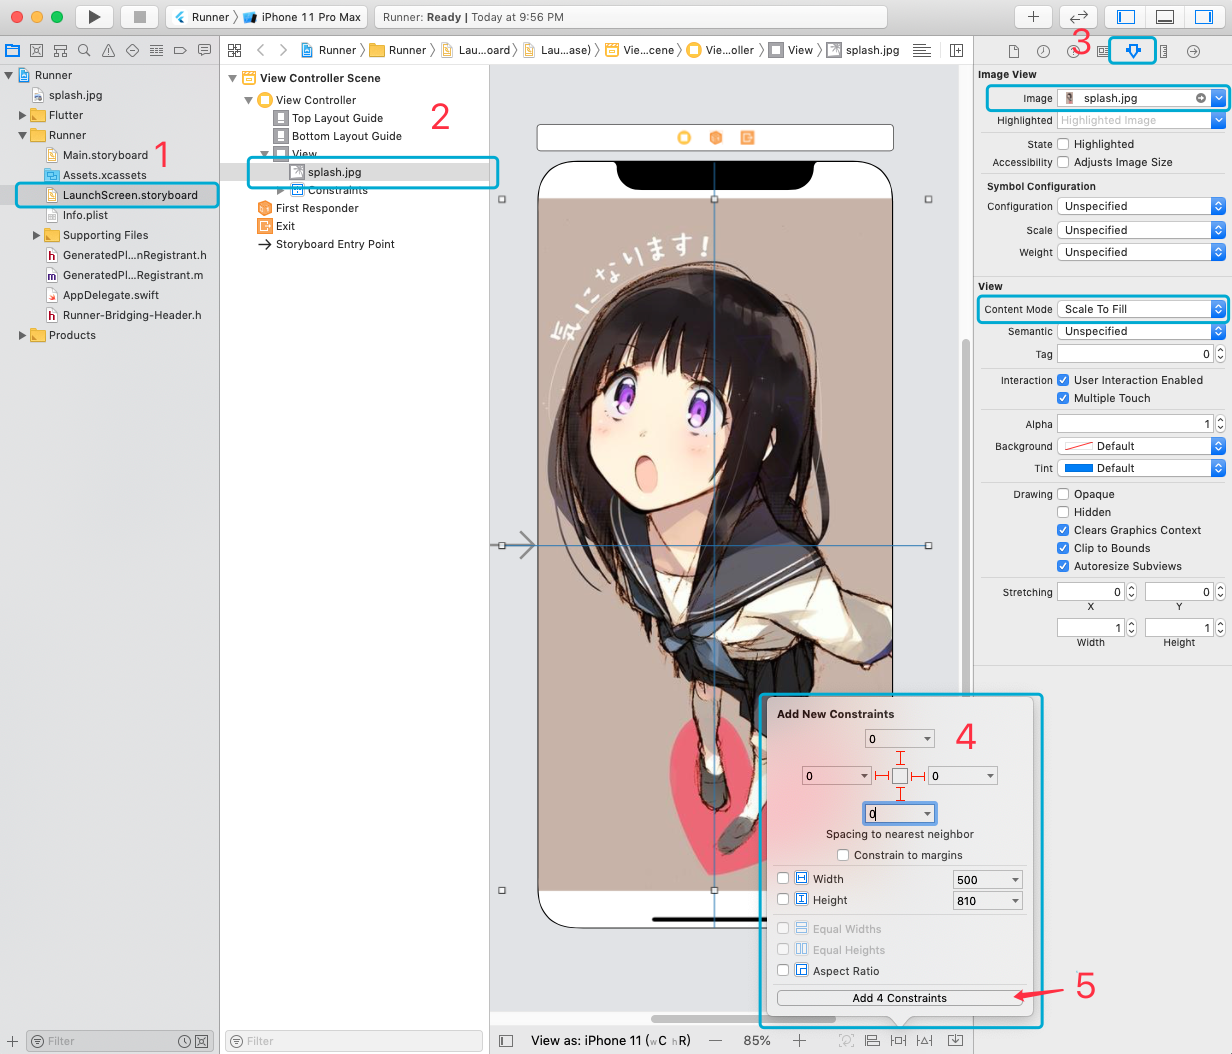 Runner
iPhone 11 Pro Max
Runner: Ready | Today at 9:56 PM
Runner
Runner
Lau...oard
Lau...ase)
Vie...cene
Vie...oller
View
splash.jpg
3
Runner
splash.jpg
Flutter
Runner
Main.storyboard
1
Assets.xcassets
LaunchScreen.storyboard
Info.plist
Supporting Files
GeneratedPl...nRegistrant.h
GeneratedPl...Registrant.m
AppDelegate.swift
Runner-Bridging-Header.h
Products
Filter
View Controller Scene
View Controller
2
Top Layout Guide
Bottom Layout Guide
View
splash.jpg
Constraints
First Responder
Exit
Storyboard Entry Point
Filter
気になります!
Add New Constraints
4
0
0
0
0
Spacing to nearest neighbor
Constrain to margins
Width
500
Height
810
Equal Widths
Equal Heights
Aspect Ratio
Add 4 Constraints
5
View as: iPhone 11 (wC hR)
85%
Image View
Image
splash.jpg
Highlighted
Highlighted Image
State
Highlighted
Accessibility
Adjusts Image Size
Symbol Configuration
Configuration
Unspecified
Scale
Unspecified
Weight
Unspecified
View
Content Mode
Scale To Fill
Semantic
Unspecified
Tag
0
Interaction
User Interaction Enabled
Multiple Touch
Alpha
1
Background
Default
Tint
Default
Drawing
Opaque
Hidden
Clears Graphics Context
Clip to Bounds
Autoresize Subviews
Stretching
0
0
X
Y
1
1
Width
Height